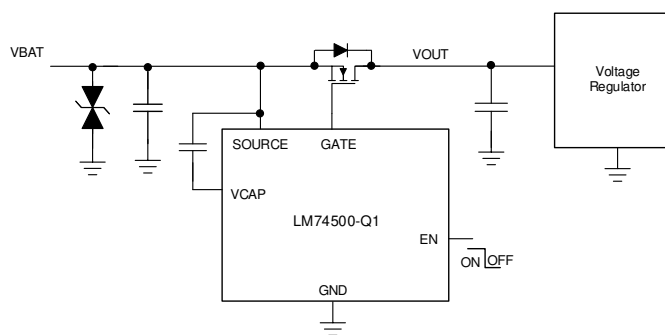 VBAT
VOUT
Voltage
Regulator
SOURCE
GATE
VCAP
LM74500-Q1
EN
ON
OFF
GND